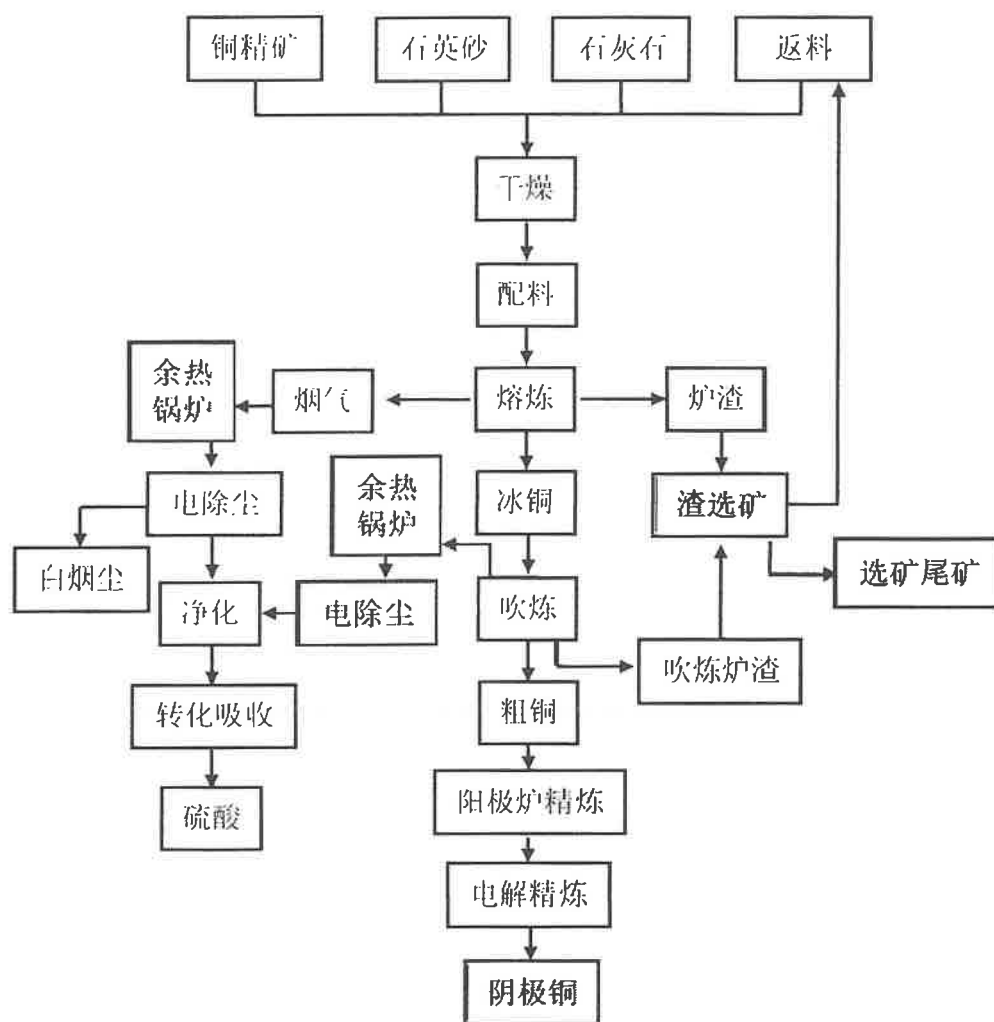 铜精矿
石英砂
石灰石
返料
干燥
配料
余热
锅炉
烟气
熔炼
炉渣
电除尘
余热
锅炉
冰铜
渣选矿
白烟尘
选矿尾矿
净化
电除尘
吹炼
吹炼炉渣
转化吸收
粗铜
硫酸
阳极炉精炼
电解精炼
阴极铜